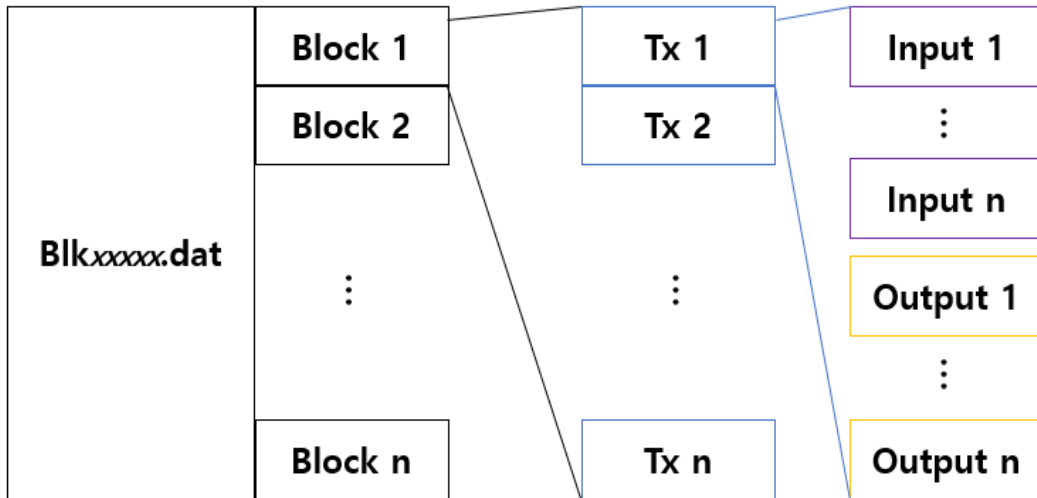 Blkxxxxx.dat
Block 1
Block 2
⋮
Block n
Tx 1
Tx 2
⋮
Tx n
Input 1
⋮
Input n
Output 1
⋮
Output n